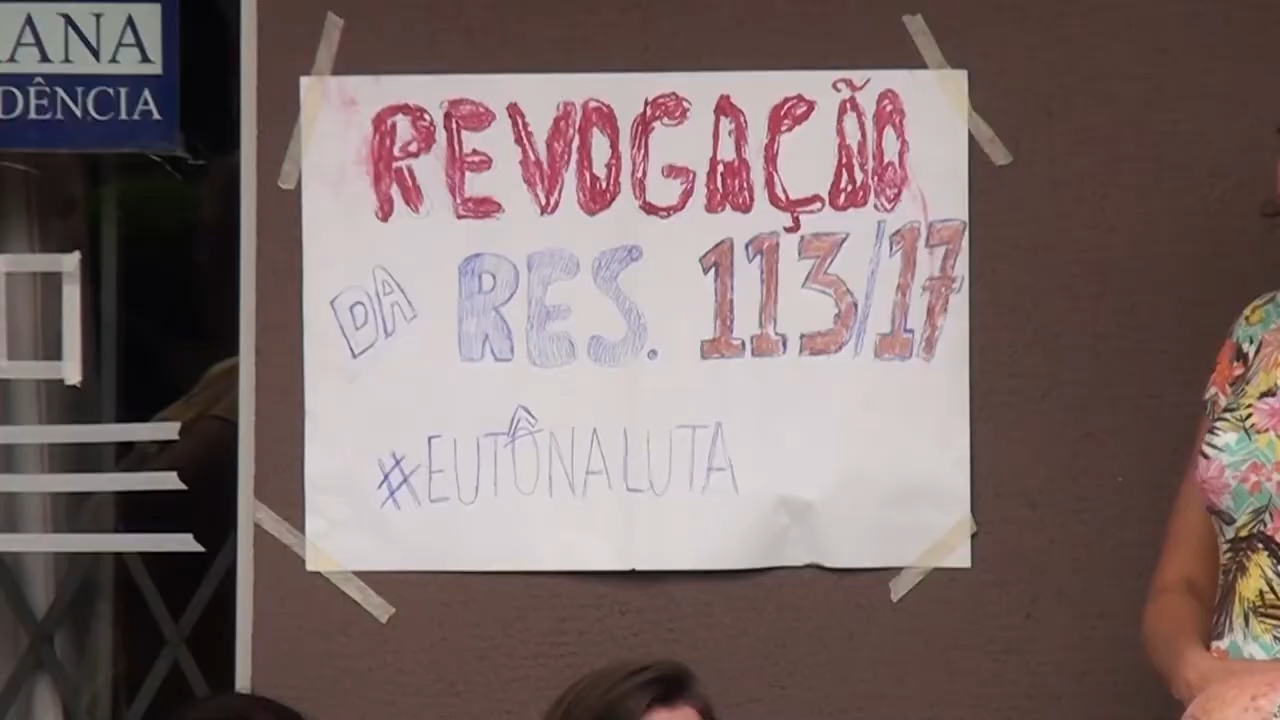 ANA
DÊNCIA
REVOGAÇÃO
DA RES. 113/17
#EUTÔNALUTA